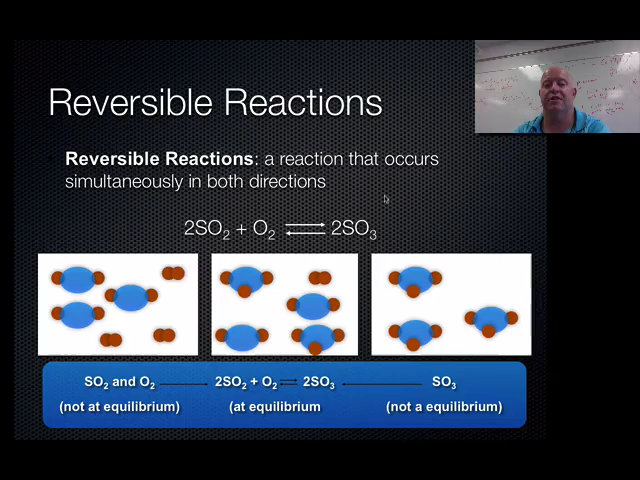 Reversible Reactions
Reversible Reactions: a reaction that occurs
simultaneously in both directions
2SO₂ + O₂ ⇌ 2SO₃
SO₂ and O₂ → 2SO₂ + O₂ ⇌ 2SO₃ ← SO₃
(not at equilibrium) (at equilibrium (not a equilibrium)